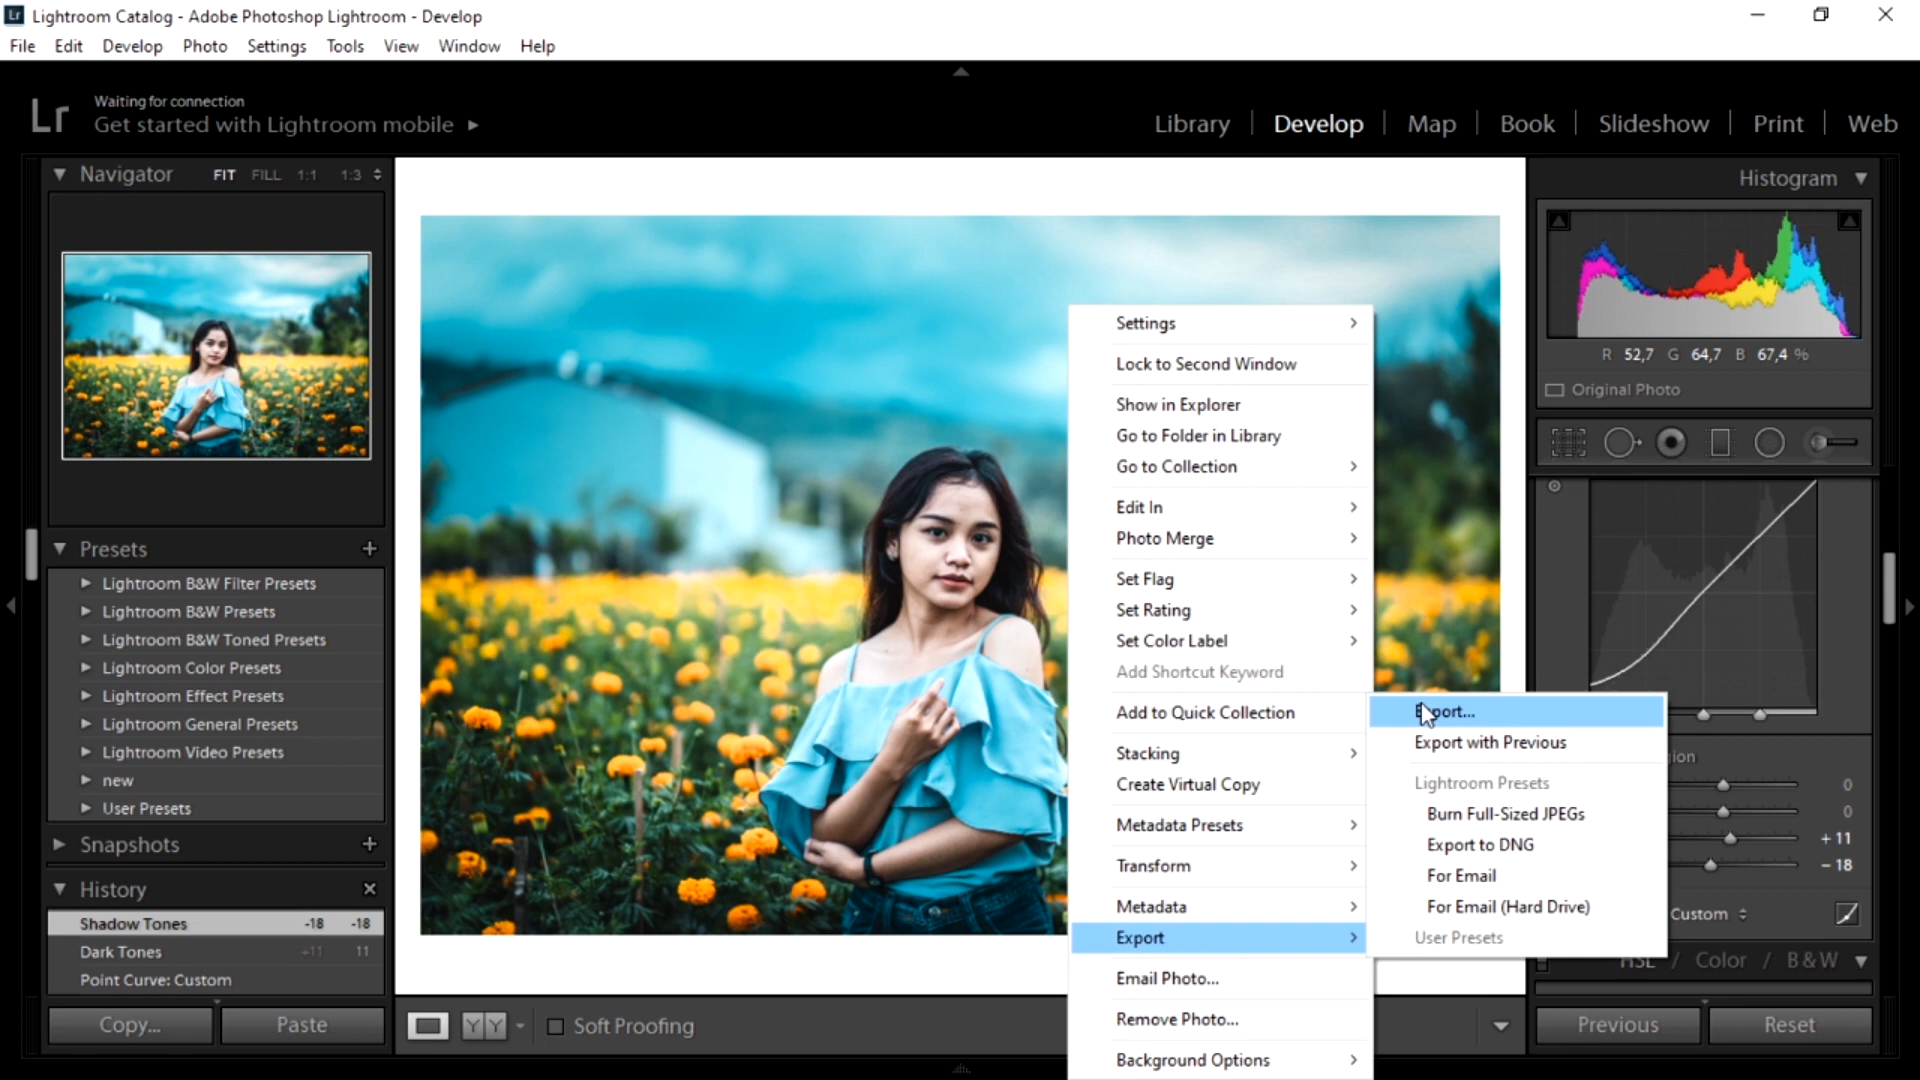 Lr Lightroom Catalog - Adobe Photoshop Lightroom - Develop
File Edit Develop Photo Settings Tools View Window Help
Lr
Waiting for connection
Get started with Lightroom mobile
Library Develop Map Book Slideshow Print Web
Navigator FIT FILL 1:1 1:3
Presets
Lightroom B&W Filter Presets
Lightroom B&W Presets
Lightroom B&W Toned Presets
Lightroom Color Presets
Lightroom Effect Presets
Lightroom General Presets
Lightroom Video Presets
new
User Presets
Snapshots
History
Shadow Tones -18 -18
Dark Tones +11 11
Point Curve: Custom
Copy... Paste
Y Y Soft Proofing
Settings
Lock to Second Window
Show in Explorer
Go to Folder in Library
Go to Collection
Edit In
Photo Merge
Set Flag
Set Rating
Set Color Label
Add Shortcut Keyword
Add to Quick Collection
Stacking
Create Virtual Copy
Metadata Presets
Transform
Metadata
Export
Email Photo...
Remove Photo...
Background Options
Export...
Export with Previous
Lightroom Presets
Burn Full-Sized JPEGs
Export to DNG
For Email
For Email (Hard Drive)
User Presets
Histogram
R 52,7 G 64,7 B 67,4 %
Original Photo
0
0
+ 11
- 18
Custom
HSL / Color / B & W
Previous Reset